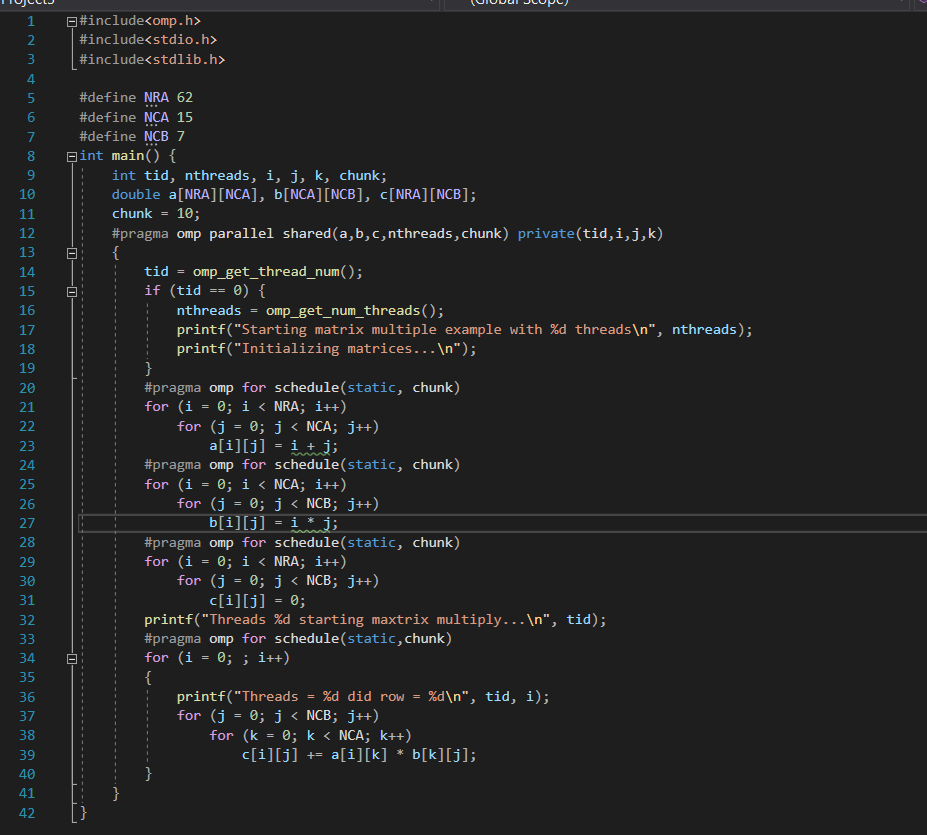 Projects (Global Scope)
1 #include<omp.h>
2 #include<stdio.h>
3 #include<stdlib.h>
4
5 #define NRA 62
6 #define NCA 15
7 #define NCB 7
8 int main() {
9 int tid, nthreads, i, j, k, chunk;
10 double a[NRA][NCA], b[NCA][NCB], c[NRA][NCB];
11 chunk = 10;
12 #pragma omp parallel shared(a,b,c,nthreads,chunk) private(tid,i,j,k)
13 {
14 tid = omp_get_thread_num();
15 if (tid == 0) {
16 nthreads = omp_get_num_threads();
17 printf("Starting matrix multiple example with %d threads\n", nthreads);
18 printf("Initializing matrices...\n");
19 }
20 #pragma omp for schedule(static, chunk)
21 for (i = 0; i < NRA; i++)
22 for (j = 0; j < NCA; j++)
23 a[i][j] = i + j;
24 #pragma omp for schedule(static, chunk)
25 for (i = 0; i < NCA; i++)
26 for (j = 0; j < NCB; j++)
27 b[i][j] = i * j;
28 #pragma omp for schedule(static, chunk)
29 for (i = 0; i < NRA; i++)
30 for (j = 0; j < NCB; j++)
31 c[i][j] = 0;
32 printf("Threads %d starting maxtrix multiply...\n", tid);
33 #pragma omp for schedule(static,chunk)
34 for (i = 0; ; i++)
35 {
36 printf("Threads = %d did row = %d\n", tid, i);
37 for (j = 0; j < NCB; j++)
38 for (k = 0; k < NCA; k++)
39 c[i][j] += a[i][k] * b[k][j];
40 }
41 }
42 }